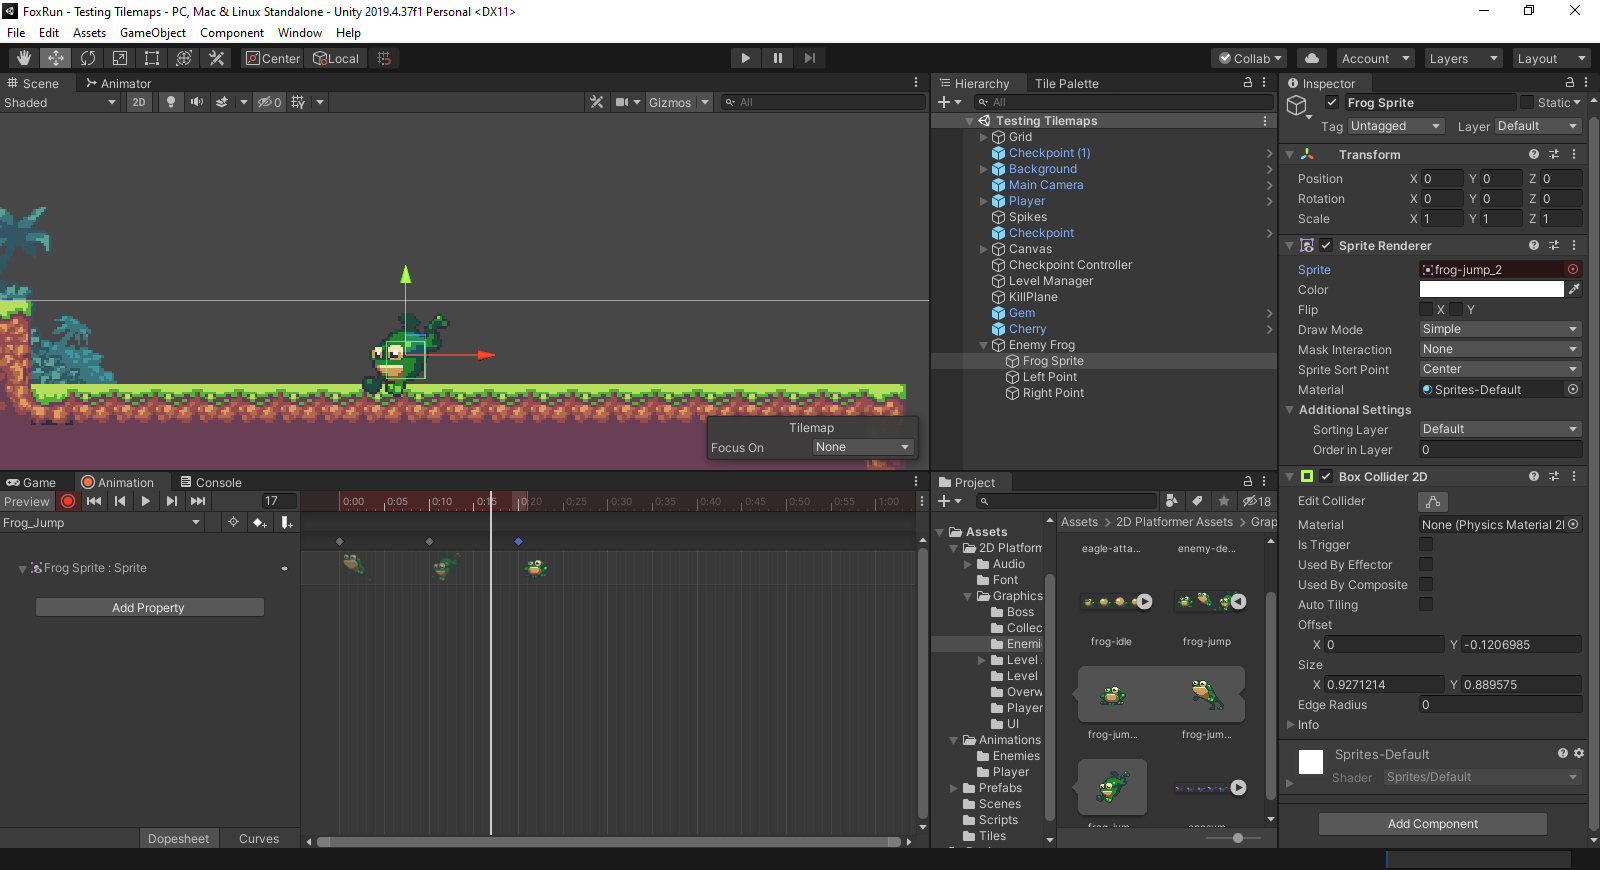 FoxRun - Testing Tilemaps - PC, Mac & Linux Standalone - Unity 2019.4.37f1 Personal <DX11>
File Edit Assets GameObject Component Window Help
Center Local Collab Account Layers Layout
Scene Animator
Shaded 2D 0 Gizmos All
Tilemap
Focus On None
Hierarchy Tile Palette
All
Testing Tilemaps
Grid
Checkpoint (1)
Background
Main Camera
Player
Spikes
Checkpoint
Canvas
Checkpoint Controller
Level Manager
KillPlane
Gem
Cherry
Enemy Frog
Frog Sprite
Left Point
Right Point
Inspector
Frog Sprite Static
Tag Untagged Layer Default
Transform
Position X 0 Y 0 Z 0
Rotation X 0 Y 0 Z 0
Scale X 1 Y 1 Z 1
Sprite Renderer
Sprite frog-jump_2
Color
Flip X Y
Draw Mode Simple
Mask Interaction None
Sprite Sort Point Center
Material Sprites-Default
Additional Settings
Sorting Layer Default
Order in Layer 0
Box Collider 2D
Edit Collider
Material None (Physics Material 2
Is Trigger
Used By Effector
Used By Composite
Auto Tiling
Offset
X 0 Y -0.1206985
Size
X 0.9271214 Y 0.889575
Edge Radius 0
Info
Sprites-Default
Shader Sprites/Default
Add Component
Game Animation Console
Preview 17 0:00 0:05 0:10 0:15 0:20 0:25 0:30 0:35 0:40 0:45 0:50 0:55 1:00
Frog_Jump
Frog Sprite : Sprite
Add Property
Dopesheet Curves
Project
18
Assets
2D Platform
Audio
Font
Graphics
Boss
Collec
Enemi
Level
Level
Overw
Player
UI
Animations
Enemies
Player
Prefabs
Scenes
Scripts
Tiles
Assets > 2D Platformer Assets > Grap
eagle-atta... enemy-de...
frog-idle frog-jump
frog-jum... frog-jum...